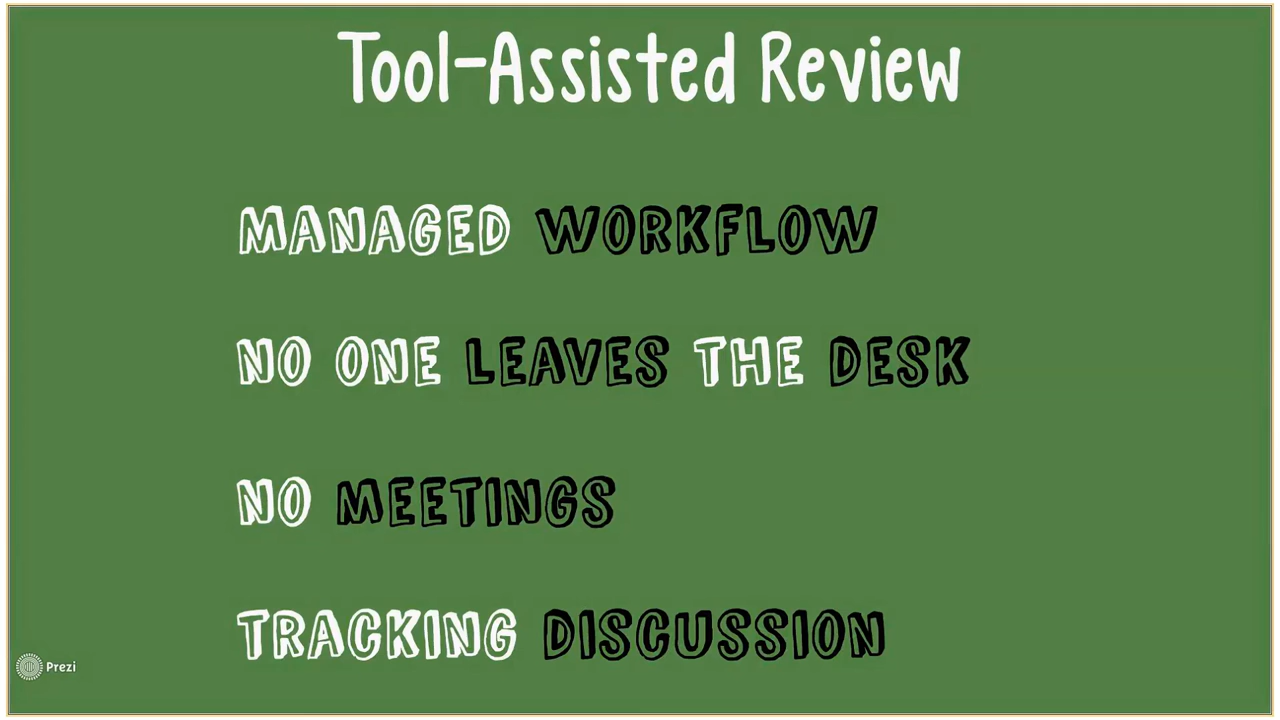 Tool-Assisted Review
MANAGED WORKFLOW
NO ONE LEAVES THE DESK
NO MEETINGS
TRACKING DISCUSSION
Prezi